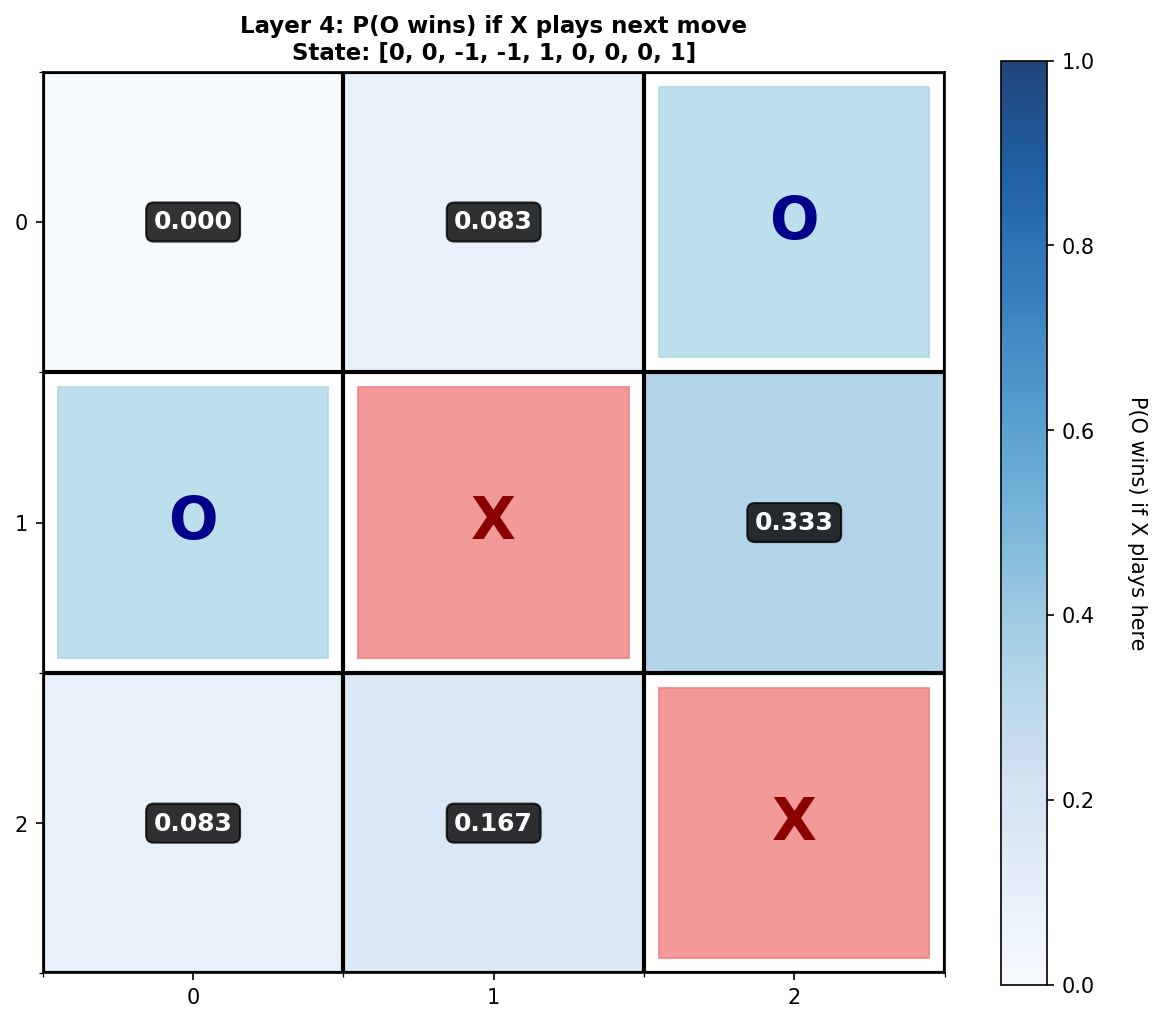 Layer 4: P(O wins) if X plays next move
State: [0, 0, -1, -1, 1, 0, 0, 0, 1]
0
0.000
0.083
O
1
O
X
0.333
2
0.083
0.167
X
0
1
2
1.0
0.8
0.6
0.4
0.2
0.0
P(O wins) if X plays here